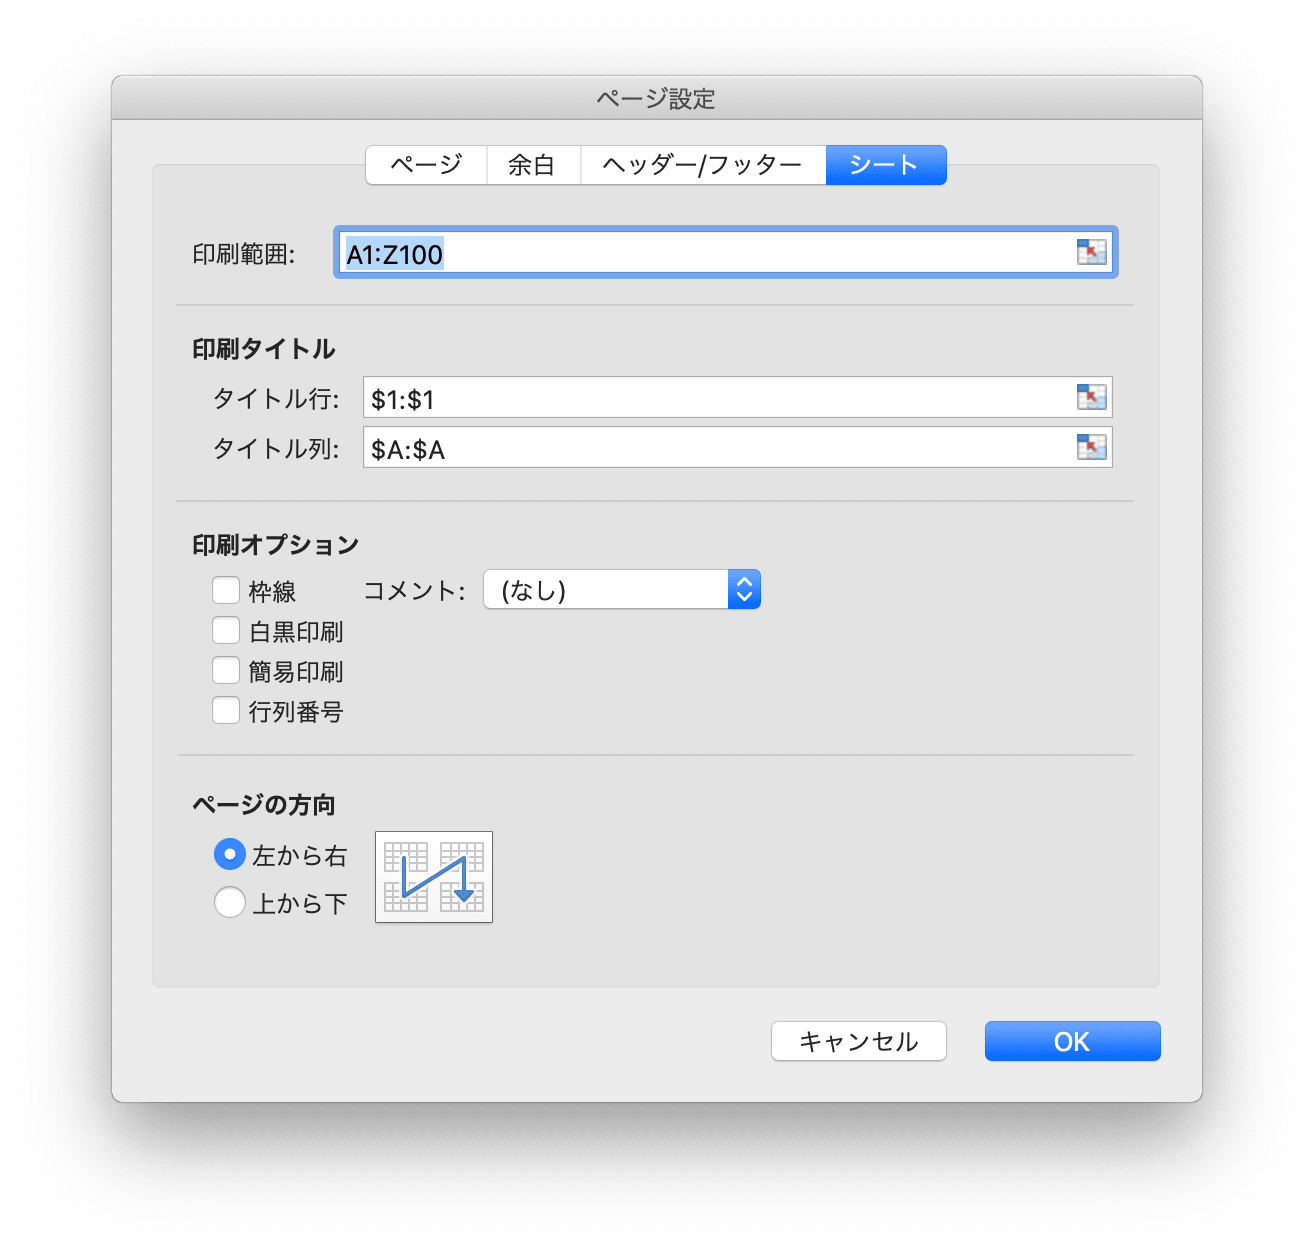 ページ設定
ページ 余白 ヘッダー/フッター シート
印刷範囲: A1:Z100
印刷タイトル
タイトル行: $1:$1
タイトル列: $A:$A
印刷オプション
枠線 コメント: (なし)
白黒印刷
簡易印刷
行列番号
ページの方向
左から右
上から下
キャンセル OK